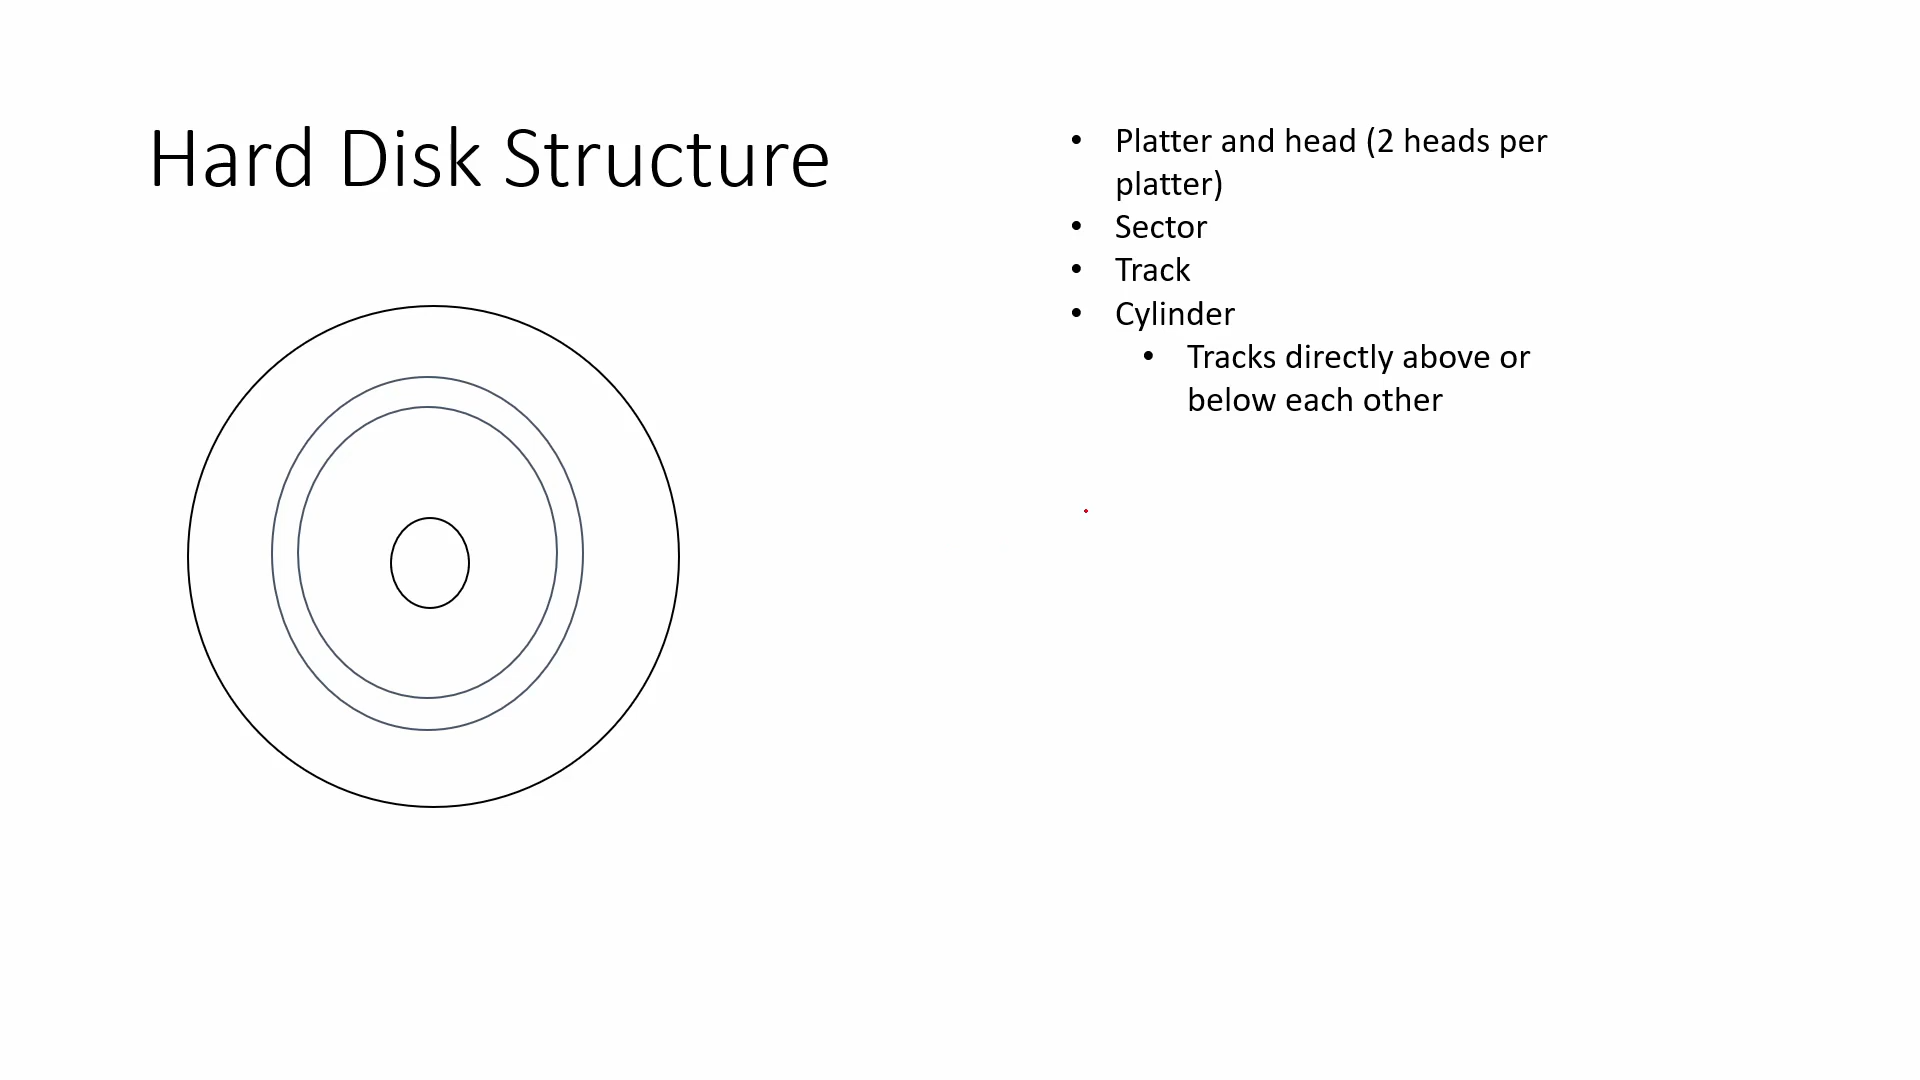 Hard Disk Structure
• Platter and head (2 heads per
platter)
• Sector
• Track
• Cylinder
• Tracks directly above or
below each other